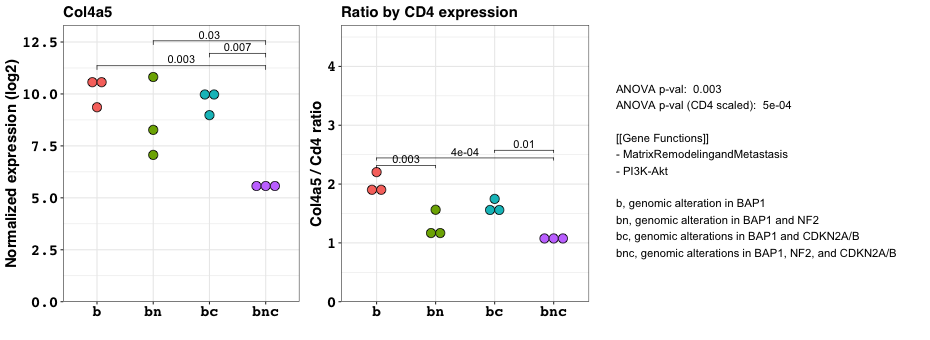 Col4a5
Normalized expression (log2)
12.5
10.0
7.5
5.0
2.5
0.0
0.03
0.007
0.003
b bn bc bnc
Ratio by CD4 expression
Col4a5 / Cd4 ratio
4
3
2
1
0
0.01
4e-04
0.003
b bn bc bnc
ANOVA p-val: 0.003
ANOVA p-val (CD4 scaled): 5e-04
[[Gene Functions]]
- MatrixRemodelingandMetastasis
- PI3K-Akt
b, genomic alteration in BAP1
bn, genomic alteration in BAP1 and NF2
bc, genomic alterations in BAP1 and CDKN2A/B
bnc, genomic alterations in BAP1, NF2, and CDKN2A/B